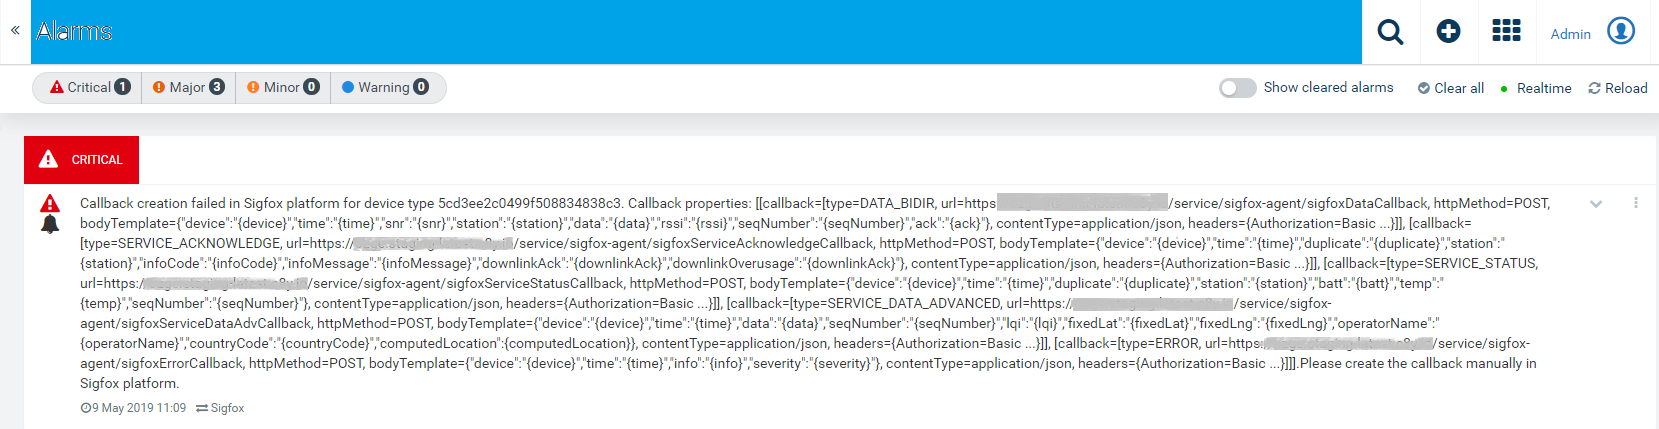 «
Alarms
Admin
Critical 1 Major 3 Minor 0 Warning 0
Show cleared alarms Clear all Realtime Reload
CRITICAL
Callback creation failed in Sigfox platform for device type 5cd3ee2c0499f508834838c3. Callback properties: [[callback=[type=DATA_BIDIR, url=https /service/sigfox-agent/sigfoxDataCallback, httpMethod=POST,
bodyTemplate={"device":"{device}","time":"{time}","snr":"{snr}","station":"{station}","data":"{data}","rssi":"{rssi}","seqNumber":"{seqNumber}","ack":"{ack}"}, contentType=application/json, headers={Authorization=Basic ...}]], [callback=
[type=SERVICE_ACKNOWLEDGE, url=https:/ /service/sigfox-agent/sigfoxServiceAcknowledgeCallback, httpMethod=POST, bodyTemplate={"device":"{device}","time":"{time}","duplicate":"{duplicate}","station":"
{station}","infoCode":"{infoCode}","infoMessage":"{infoMessage}","downlinkAck":"{downlinkAck}","downlinkOverusage":"{downlinkAck}"}, contentType=application/json, headers={Authorization=Basic ...}]], [callback=[type=SERVICE_STATUS,
url=https:/ /service/sigfox-agent/sigfoxServiceStatusCallback, httpMethod=POST, bodyTemplate={"device":"{device}","time":"{time}","duplicate":"{duplicate}","station":"{station}","batt":"{batt}","temp":"
{temp}","seqNumber":"{seqNumber}"}, contentType=application/json, headers={Authorization=Basic ...}]], [callback=[type=SERVICE_DATA_ADVANCED, url=https:/ /service/sigfox-
agent/sigfoxServiceDataAdvCallback, httpMethod=POST, bodyTemplate={"device":"{device}","time":"{time}","data":"{data}","seqNumber":"{seqNumber}","lqi":"{lqi}","fixedLat":"{fixedLat}","fixedLng":"{fixedLng}","operatorName":"
{operatorName}","countryCode":"{countryCode}","computedLocation":{computedLocation}}, contentType=application/json, headers={Authorization=Basic ...}]], [callback=[type=ERROR, url=https: /service/sigfox-
agent/sigfoxErrorCallback, httpMethod=POST, bodyTemplate={"device":"{device}","time":"{time}","info":"{info}","severity":"{severity}"}, contentType=application/json, headers={Authorization=Basic ...}]]].Please create the callback manually in
Sigfox platform.
9 May 2019 11:09 Sigfox